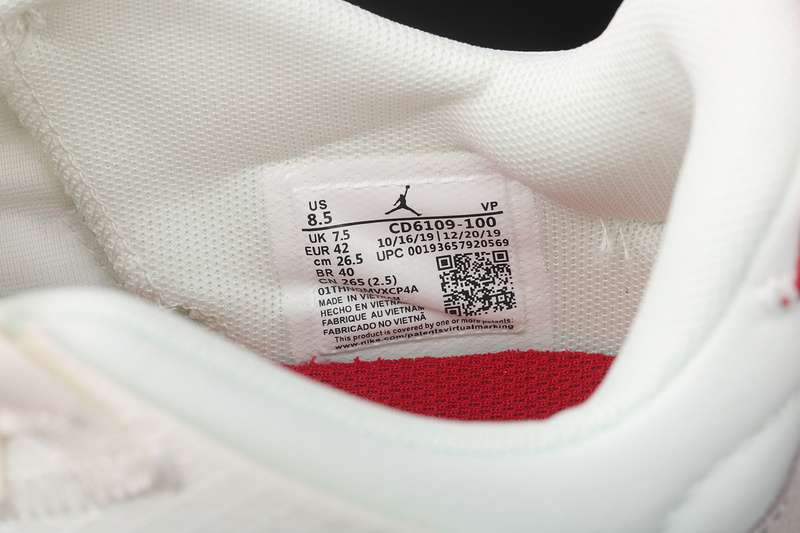 US VP
8.5 CD6109-100
UK 7.5 10/16/19 | 12/20/19
EUR 42 UPC 00193657920569
cm 26.5
BR 40
CN 265 (2.5)
MADE IN VIETNAM
HECHO EN VIETNAM
FABRIQUE AU VIETNAM
FABRICADO NO VIETNÃ
This product is covered by one or more patents:
www.nike.com/patentsvirtualmarking